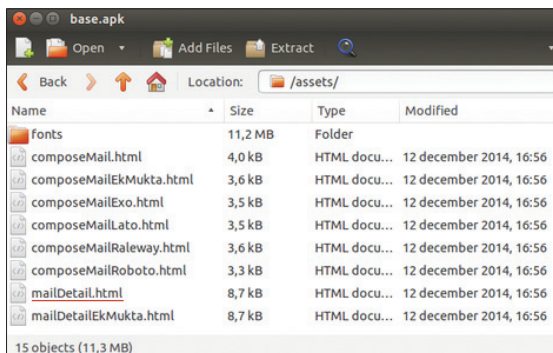 base.apk
Open Add Files Extract
Back Location: /assets/
Name Size Type Modified
fonts 11,2 MB Folder
composeMail.html 4,0 kB HTML docu... 12 december 2014, 16:56
composeMailEkMukta.html 3,6 kB HTML docu... 12 december 2014, 16:56
composeMailExo.html 3,5 kB HTML docu... 12 december 2014, 16:56
composeMailLato.html 3,5 kB HTML docu... 12 december 2014, 16:56
composeMailRaleway.html 3,6 kB HTML docu... 12 december 2014, 16:56
composeMailRoboto.html 3,3 kB HTML docu... 12 december 2014, 16:56
mailDetail.html 8,7 kB HTML docu... 12 december 2014, 16:56
mailDetailEkMukta.html 8,7 kB HTML docu... 12 december 2014, 16:56
15 objects (11,3 MB)